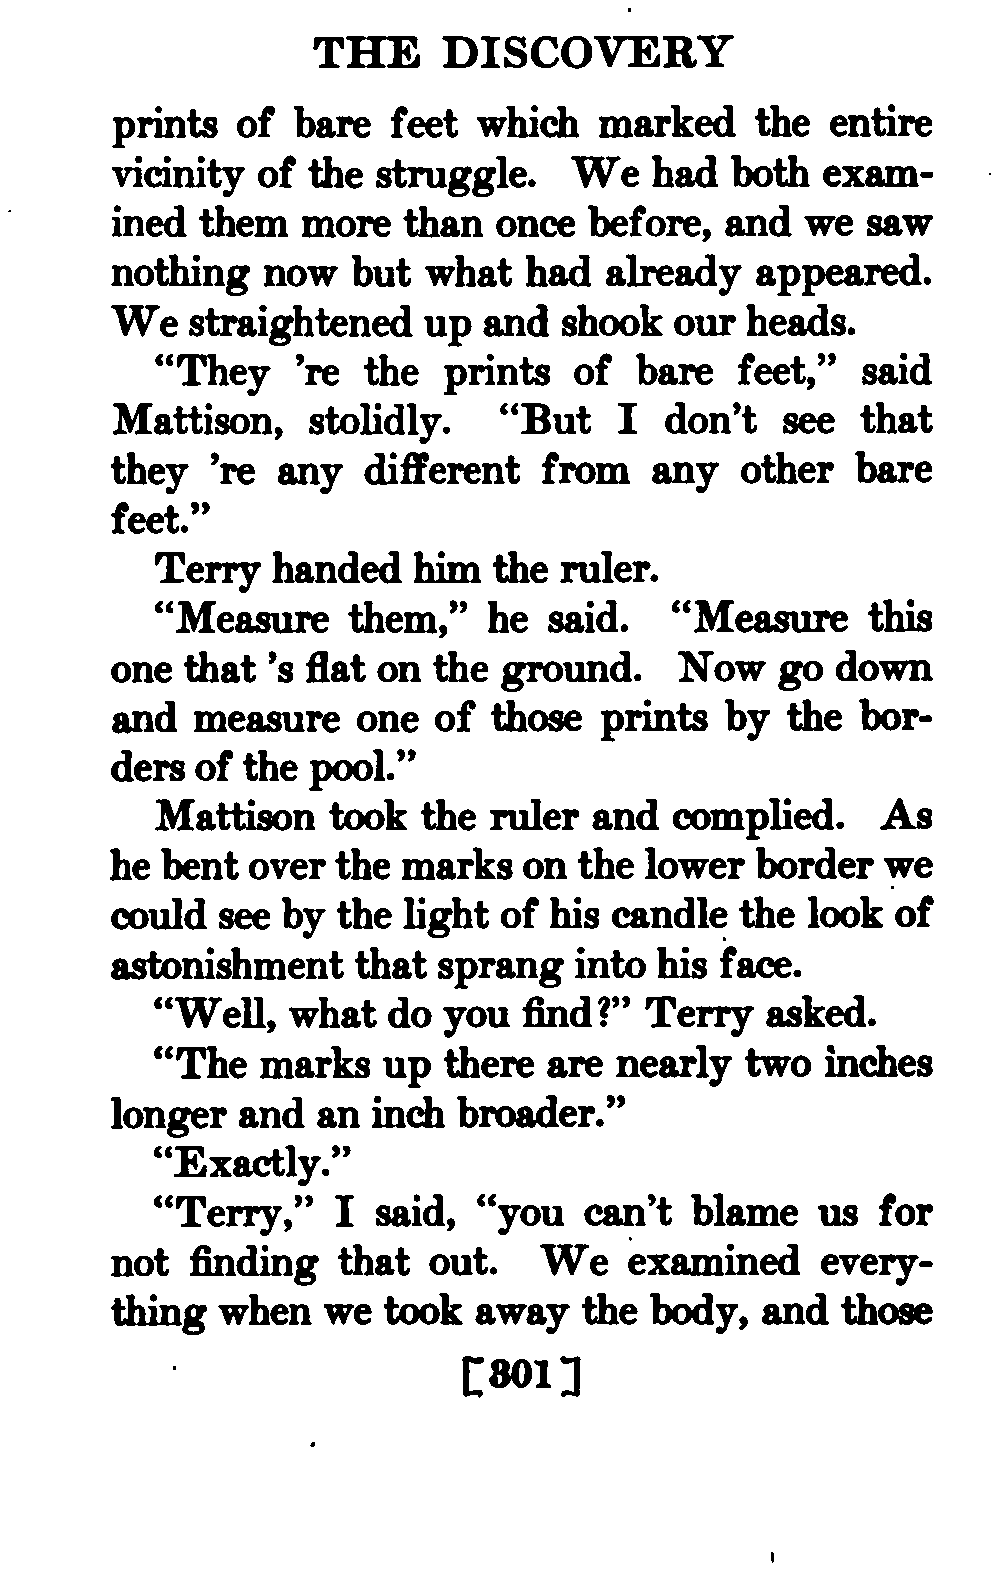 THE DISCOVERY
prints of bare feet which marked the entire
vicinity of the struggle. We had both exam-
ined them more than once before, and we saw
nothing now but what had already appeared.
We straightened up and shook our heads.
“They ’re the prints of bare feet,” said
Mattison, stolidly. “But I don’t see that
they ’re any different from any other bare
feet.”
Terry handed him the ruler.
“Measure them,” he said. “Measure this
one that ’s flat on the ground. Now go down
and measure one of those prints by the bor-
ders of the pool.”
Mattison took the ruler and complied. As
he bent over the marks on the lower border we
could see by the light of his candle the look of
astonishment that sprang into his face.
“Well, what do you find?” Terry asked.
“The marks up there are nearly two inches
longer and an inch broader.”
“Exactly.”
“Terry,” I said, “you can’t blame us for
not finding that out. We examined every-
thing when we took away the body, and those
[301]